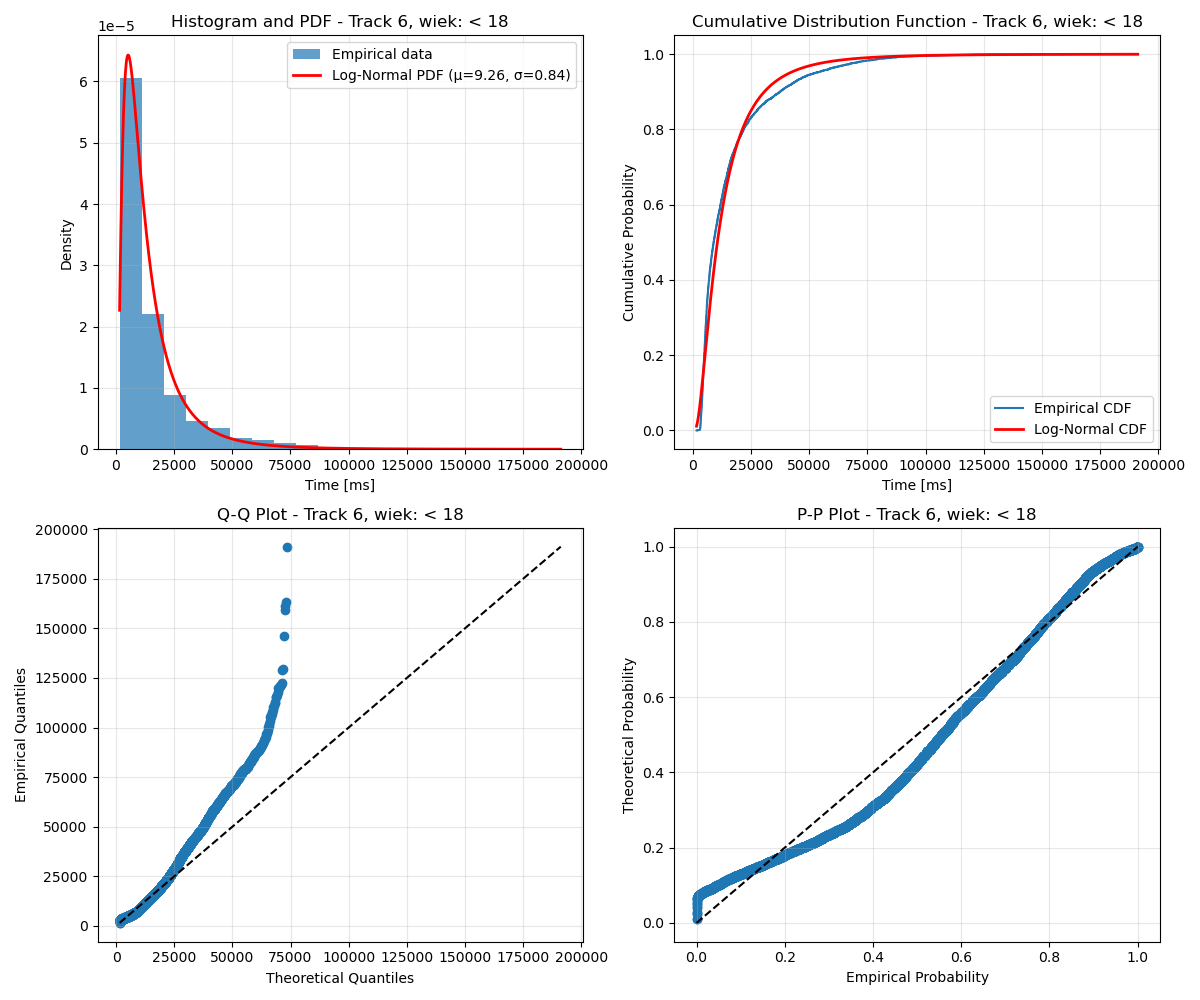 Histogram and PDF - Track 6, wiek: < 18
1e−5
Empirical data
Log-Normal PDF (μ=9.26, σ=0.84)
6
5
4
3
2
1
0
Density
0 25000 50000 75000 100000 125000 150000 175000 200000
Time [ms]
Cumulative Distribution Function - Track 6, wiek: < 18
1.0
0.8
0.6
0.4
0.2
0.0
Cumulative Probability
Empirical CDF
Log-Normal CDF
0 25000 50000 75000 100000 125000 150000 175000 200000
Time [ms]
Q-Q Plot - Track 6, wiek: < 18
200000
175000
150000
125000
100000
75000
50000
25000
0
Empirical Quantiles
0 25000 50000 75000 100000 125000 150000 175000 200000
Theoretical Quantiles
P-P Plot - Track 6, wiek: < 18
1.0
0.8
0.6
0.4
0.2
0.0
Theoretical Probability
0.0 0.2 0.4 0.6 0.8 1.0
Empirical Probability